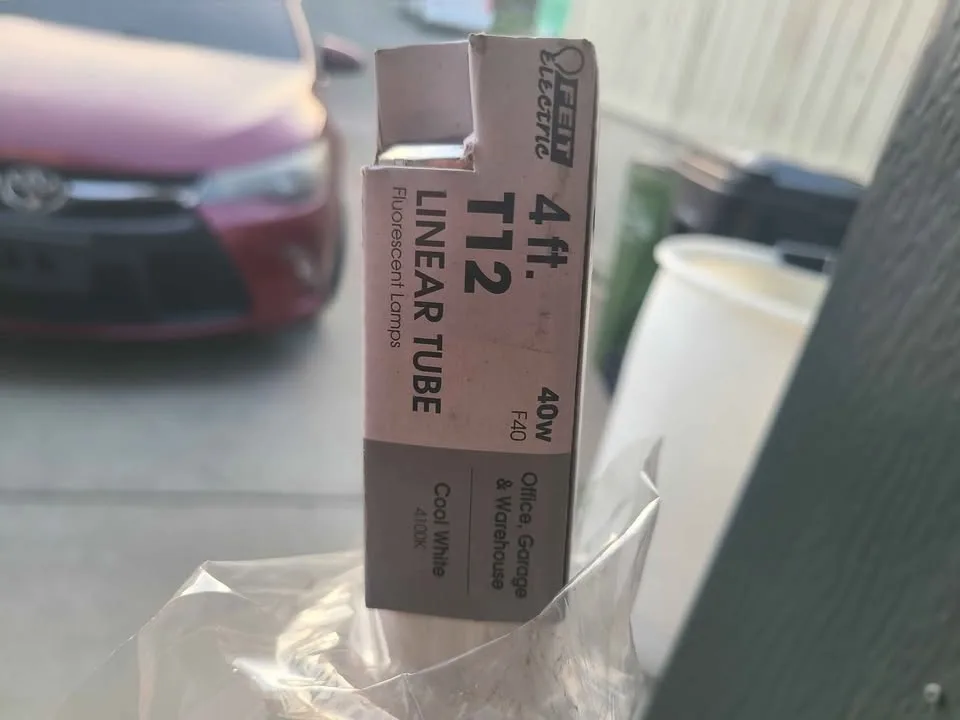 FEIT
Electric
4 ft.
T12
LINEAR TUBE
Fluorescent Lamps
40W
F40
Office, Garage
& Warehouse
Cool White
4100K